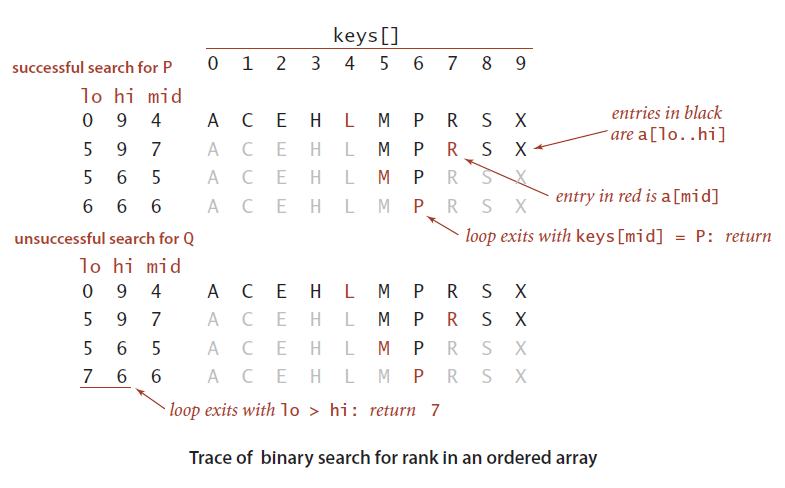 keys[]
successful search for P 0 1 2 3 4 5 6 7 8 9
lo hi mid
0 9 4 A C E H L M P R S X
entries in black
are a[lo..hi]
5 9 7 A C E H L M P R S X
5 6 5 A C E H L M P R S X
entry in red is a[mid]
6 6 6 A C E H L M P R S X
loop exits with keys[mid] = P: return
unsuccessful search for Q
lo hi mid
0 9 4 A C E H L M P R S X
5 9 7 A C E H L M P R S X
5 6 5 A C E H L M P R S X
7 6 6 A C E H L M P R S X
loop exits with lo > hi: return 7
Trace of binary search for rank in an ordered array